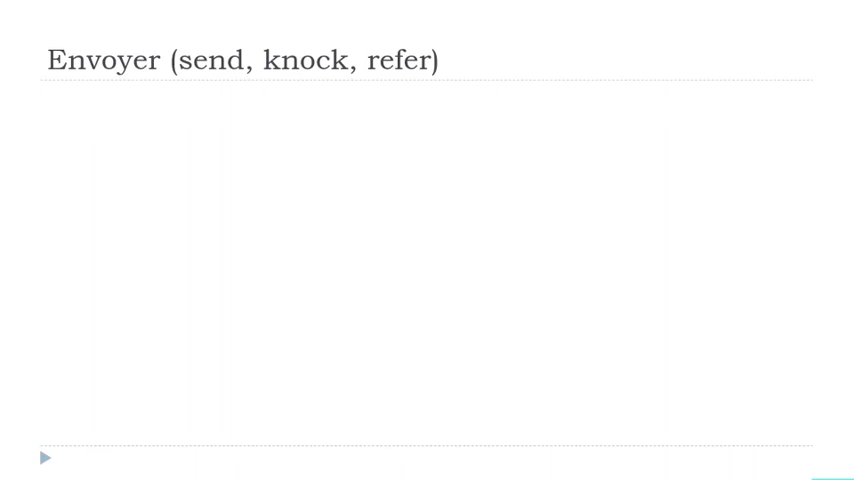 Envoyer (send, knock, refer)